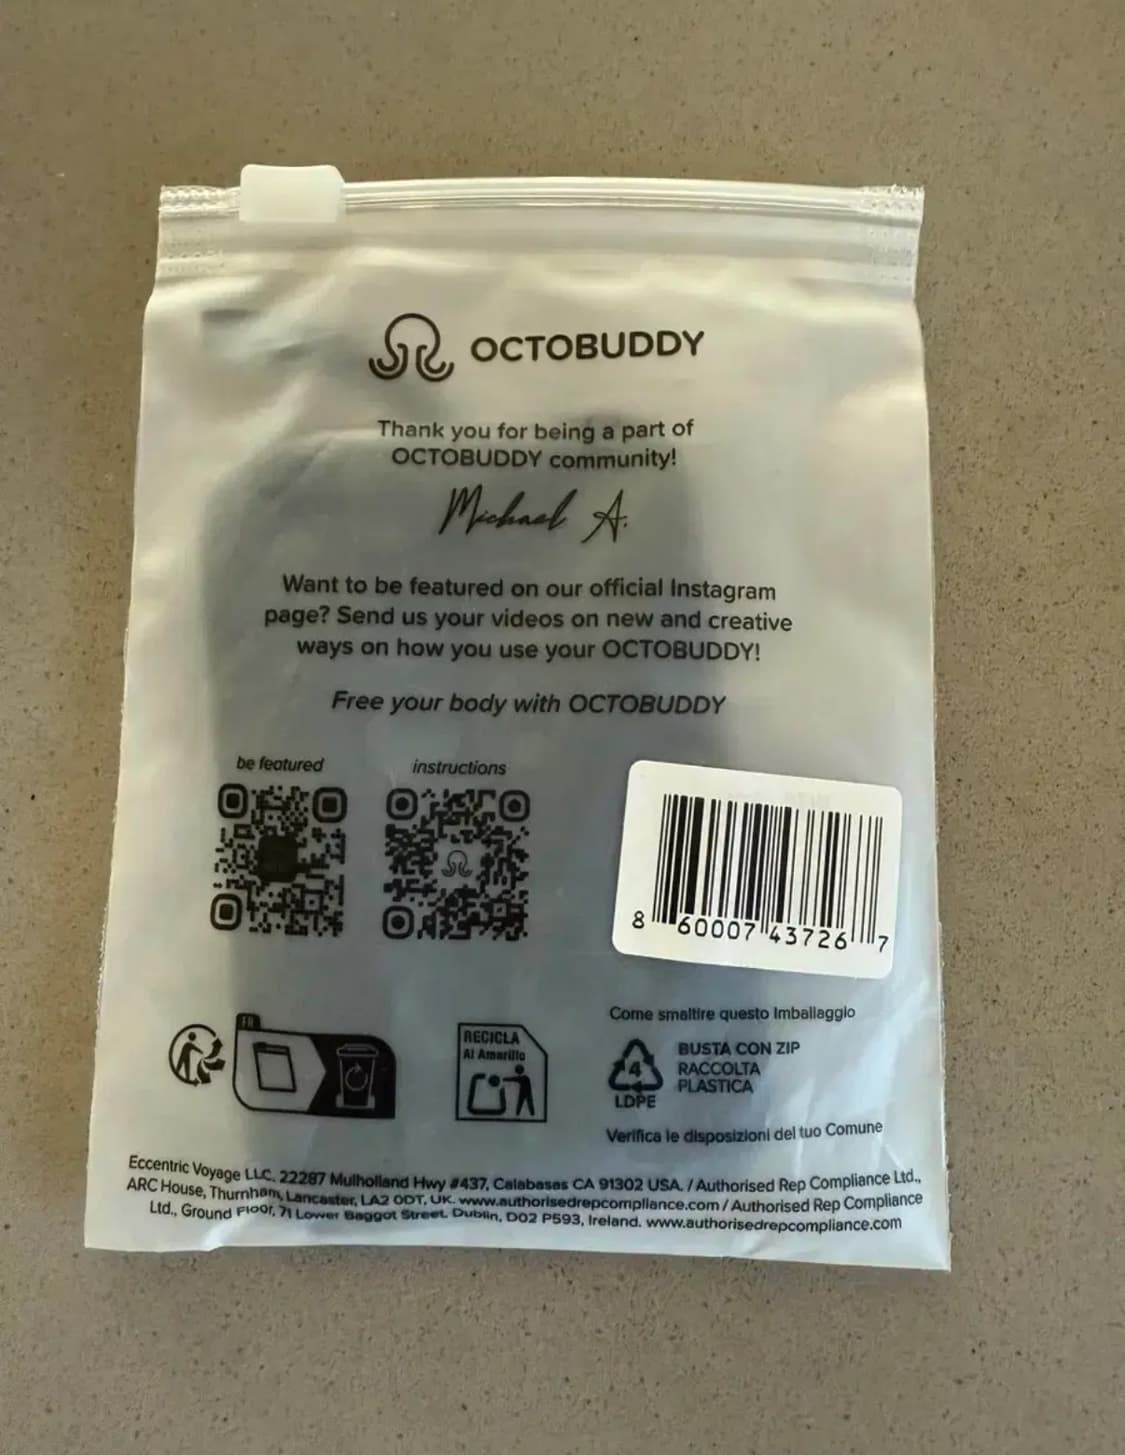 OCTOBUDDY
Thank you for being a part of
OCTOBUDDY community!
Michael A.
Want to be featured on our official Instagram
page? Send us your videos on new and creative
ways on how you use your OCTOBUDDY!
Free your body with OCTOBUDDY
be featured
instructions
8 60007 43726 7
FR
RECICLA
Al Amarillo
Come smaltire questo Imballaggio
4
LDPE
BUSTA CON ZIP
RACCOLTA
PLASTICA
Verifica le disposizioni del tuo Comune
Eccentric Voyage LLC. 22287 Mulholland Hwy #437, Calabasas CA 91302 USA. / Authorised Rep Compliance Ltd.,
ARC House, Thurnham, Lancaster, LA2 0DT, UK. www.authorisedrepcompliance.com / Authorised Rep Compliance
Ltd., Ground Floor, 71 Lower Baggot Street, Dublin, D02 P593, Ireland. www.authorisedrepcompliance.com